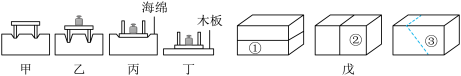 海绵
木板
① ② ③
甲 乙 丙 丁 戊